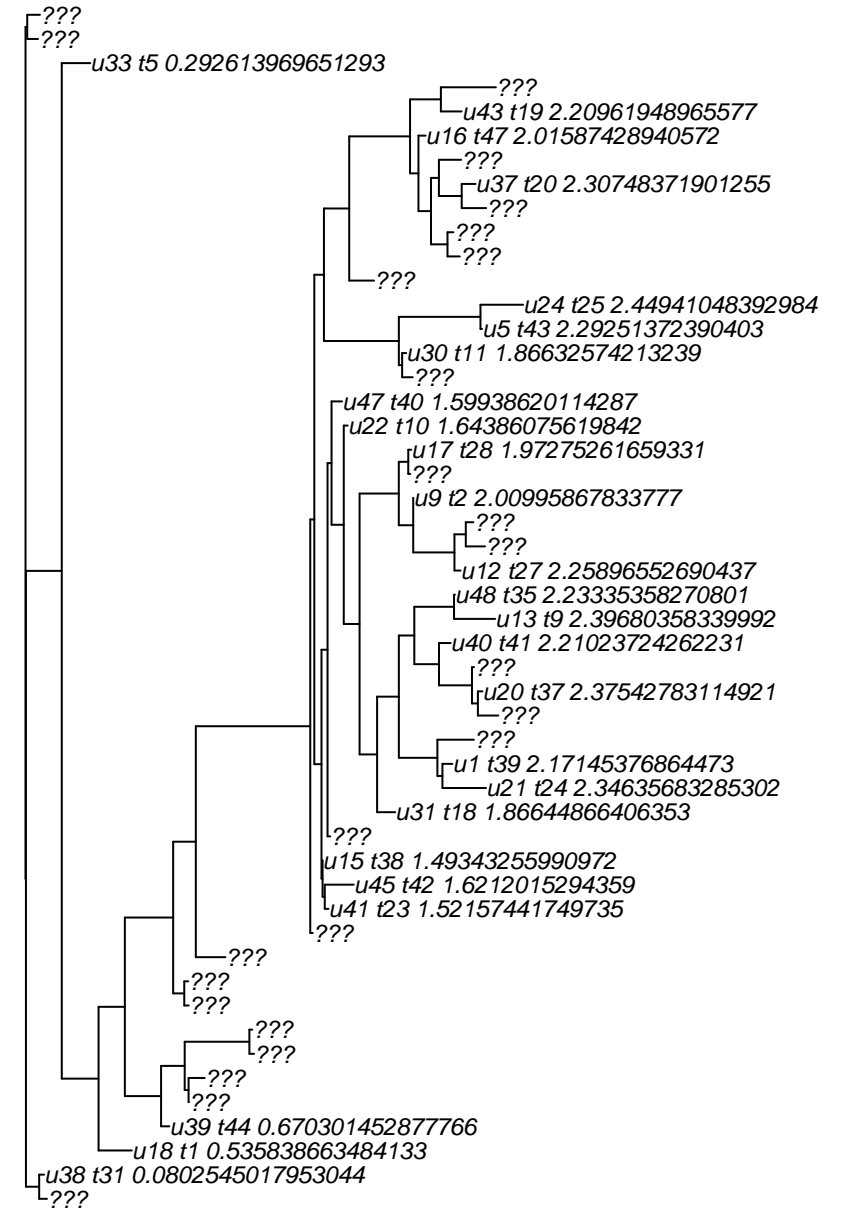 ???
???
u33 t5 0.292613969651293
???
u43 t19 2.20961948965577
u16 t47 2.01587428940572
???
u37 t20 2.30748371901255
???
???
???
???
u24 t25 2.44941048392984
u5 t43 2.29251372390403
u30 t11 1.86632574213239
???
u47 t40 1.59938620114287
u22 t10 1.64386075619842
u17 t28 1.97275261659331
???
u9 t2 2.00995867833777
???
???
u12 t27 2.25896552690437
u48 t35 2.23335358270801
u13 t9 2.39680358339992
u40 t41 2.21023724262231
???
u20 t37 2.37542783114921
???
???
u1 t39 2.17145376864473
u21 t24 2.34635683285302
u31 t18 1.86644866406353
???
u15 t38 1.49343255990972
u45 t42 1.6212015294359
u41 t23 1.52157441749735
???
???
???
???
???
???
???
???
u39 t44 0.670301452877766
u18 t1 0.535838663484133
u38 t31 0.0802545017953044
???